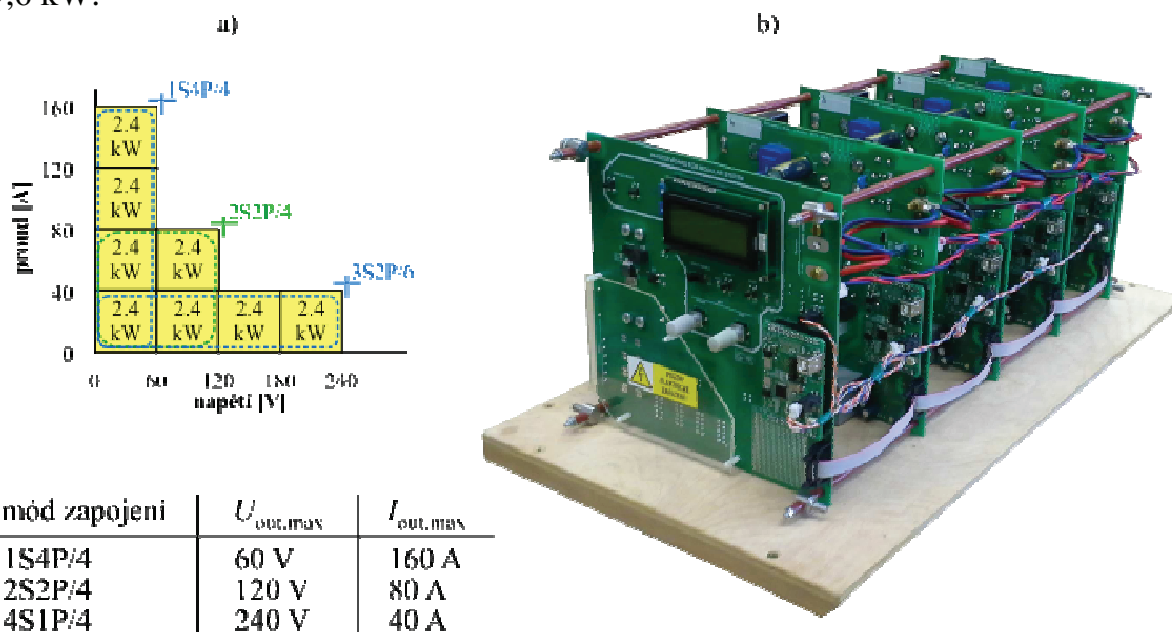 a)
b)
1S4P/4
160
2.4
kW
120
2.4
kW
2S2P/4
80
2.4 2.4
kW kW
3S2P/6
40
2.4 2.4 2.4 2.4
kW kW kW kW
0
0 60 120 180 240
proud [A]
napětí [V]
mód zapojení U out.max I out.max
1S4P/4 60 V 160 A
2S2P/4 120 V 80 A
4S1P/4 240 V 40 A